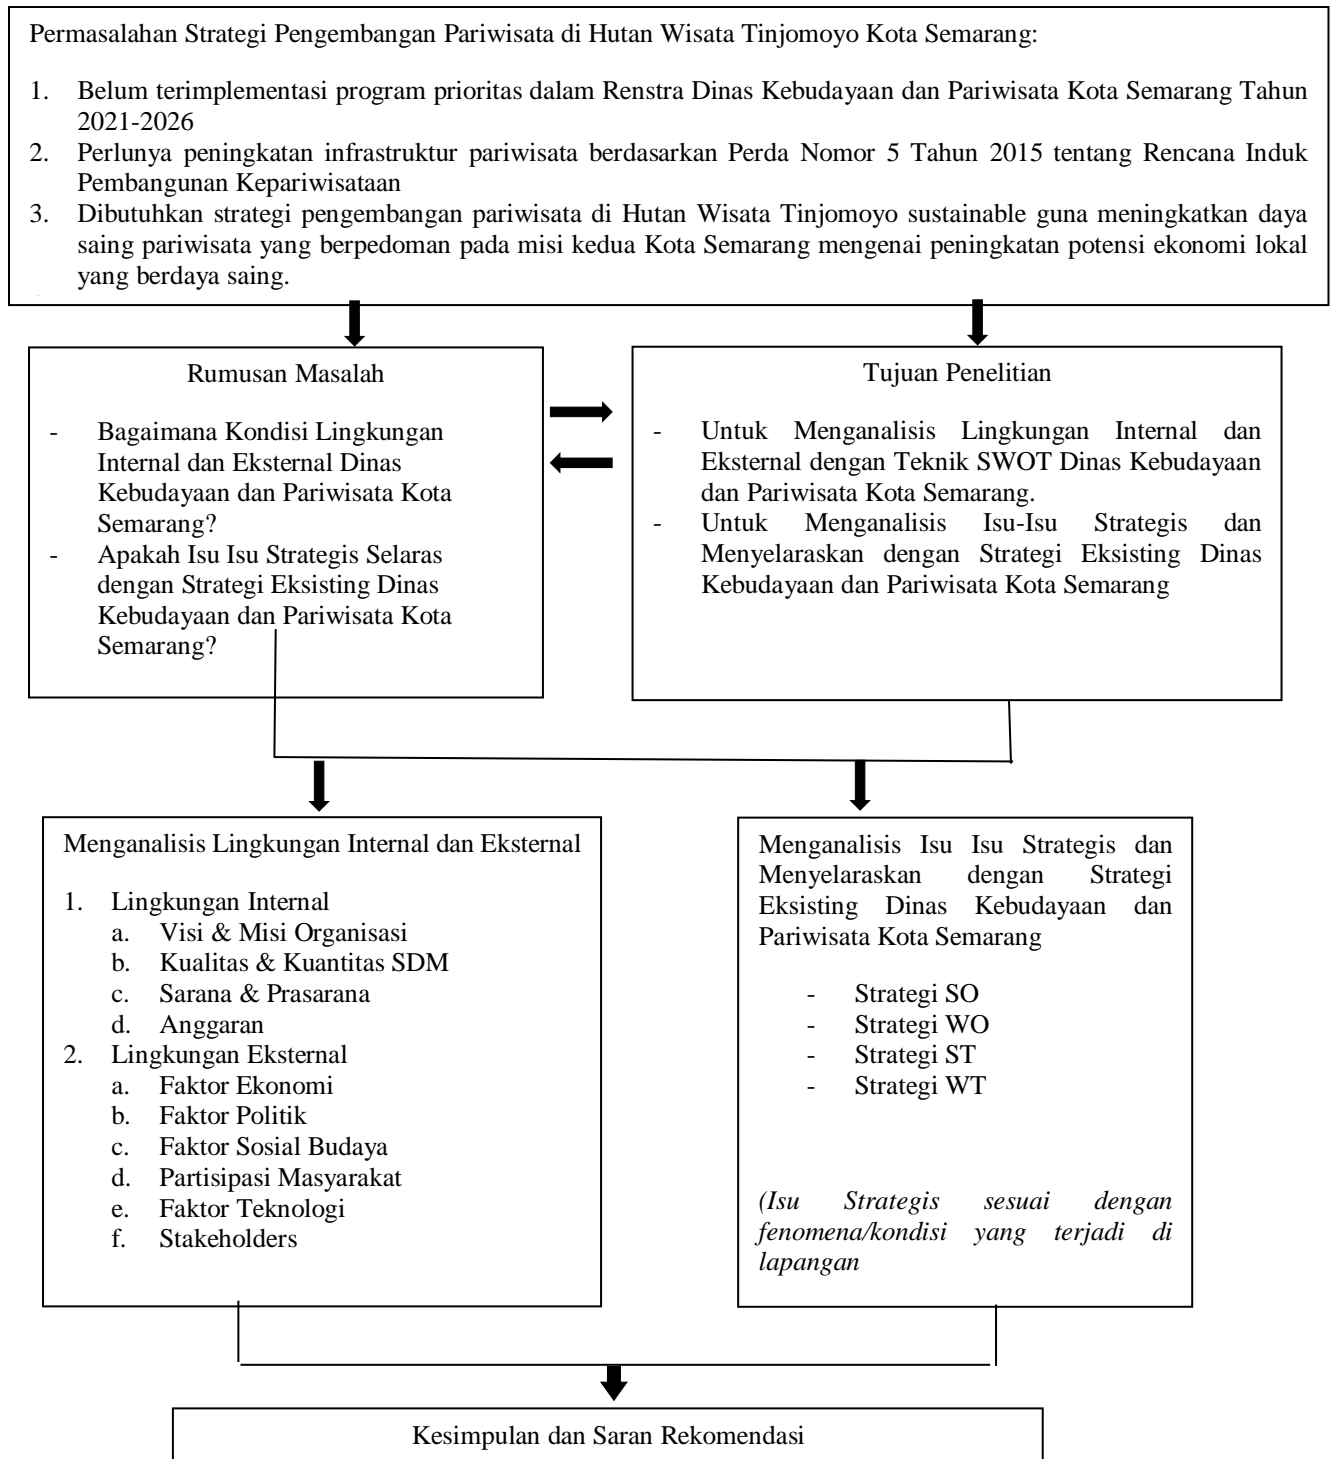 Permasalahan Strategi Pengembangan Pariwisata di Hutan Wisata Tinjomoyo Kota Semarang:
1. Belum terimplementasi program prioritas dalam Renstra Dinas Kebudayaan dan Pariwisata Kota Semarang Tahun
2021-2026
2. Perlunya peningkatan infrastruktur pariwisata berdasarkan Perda Nomor 5 Tahun 2015 tentang Rencana Induk
Pembangunan Kepariwisataan
3. Dibutuhkan strategi pengembangan pariwisata di Hutan Wisata Tinjomoyo sustainable guna meningkatkan daya
saing pariwisata yang berpedoman pada misi kedua Kota Semarang mengenai peningkatan potensi ekonomi lokal
yang berdaya saing.
Rumusan Masalah
- Bagaimana Kondisi Lingkungan
Internal dan Eksternal Dinas
Kebudayaan dan Pariwisata Kota
Semarang?
- Apakah Isu Isu Strategis Selaras
dengan Strategi Eksisting Dinas
Kebudayaan dan Pariwisata Kota
Semarang?
Tujuan Penelitian
- Untuk Menganalisis Lingkungan Internal dan
Eksternal dengan Teknik SWOT Dinas Kebudayaan
dan Pariwisata Kota Semarang.
- Untuk Menganalisis Isu-Isu Strategis dan
Menyelaraskan dengan Strategi Eksisting Dinas
Kebudayaan dan Pariwisata Kota Semarang
Menganalisis Lingkungan Internal dan Eksternal
1. Lingkungan Internal
a. Visi & Misi Organisasi
b. Kualitas & Kuantitas SDM
c. Sarana & Prasarana
d. Anggaran
2. Lingkungan Eksternal
a. Faktor Ekonomi
b. Faktor Politik
c. Faktor Sosial Budaya
d. Partisipasi Masyarakat
e. Faktor Teknologi
f. Stakeholders
Menganalisis Isu Isu Strategis dan
Menyelaraskan dengan Strategi
Eksisting Dinas Kebudayaan dan
Pariwisata Kota Semarang
- Strategi SO
- Strategi WO
- Strategi ST
- Strategi WT
(Isu Strategis sesuai dengan
fenomena/kondisi yang terjadi di
lapangan
Kesimpulan dan Saran Rekomendasi